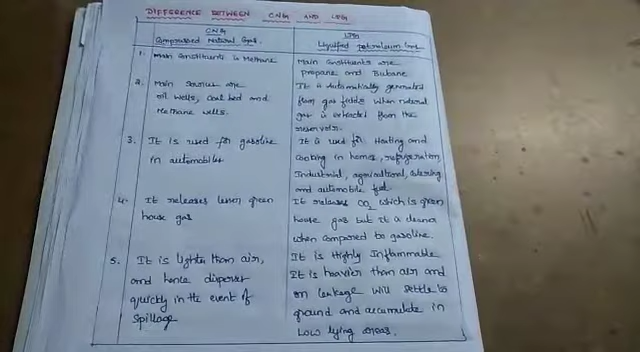 DIFFERENCE BETWEEN CNG AND LPG
CNG
Compressed Natural Gas.
LPG
Liquified petroleum Gas
1. Main Constituents is Methane
Main Constituents are
propane and Butane
2. Main Sources are
oil wells, Coal bed and
Methane wells.
It is Automatically generated
from gas fields when natural
gas is extracted from the
reservoir.
3. It is used for gasoline
in automobiles
It is used for Heating and
Cooking in homes, refrigeration
Industrial, agricultural, catering
and automobile fuel.
4. It releases lesser green
house gas
It releases CO2 which is green
house gas but it is cleaner
when compared to gasoline.
5. It is lighter than air,
and hence disperses
quickly in the event of
Spillage
It is Highly Inflammable
It is heavier than air and
on leakage will settle to
ground and accumulate in
Low lying areas.